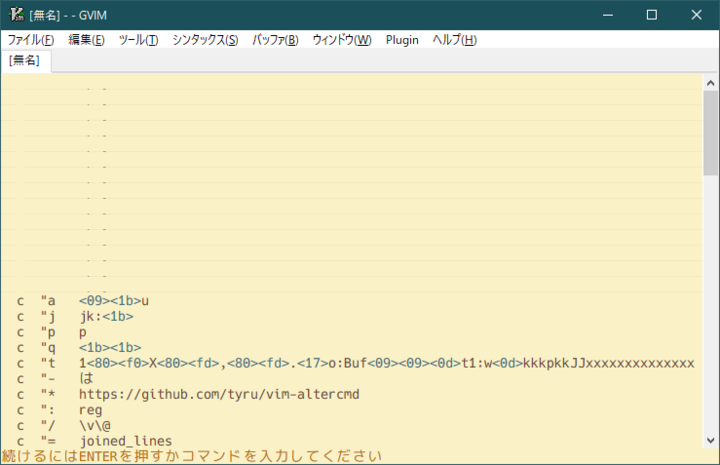 [無名] - - GVIM
ファイル(F) 編集(E) ツール(T) シンタックス(S) バッファ(B) ウィンドウ(W) Plugin ヘルプ(H)
[無名]
c "a <09><1b>u
c "j jk:<1b>
c "p p
c "q <1b><1b>
c "t 1<80><f0>X<80><fd>,<80><fd>.<17>o:Buf<09><09><0d>t1:w<0d>kkkpkkJJxxxxxxxxxxxxxx
c "- は
c "* https://github.com/tyru/vim-altercmd
c ": reg
c "/ \v\@
c "= joined_lines
続けるにはENTERを押すかコマンドを入力してください